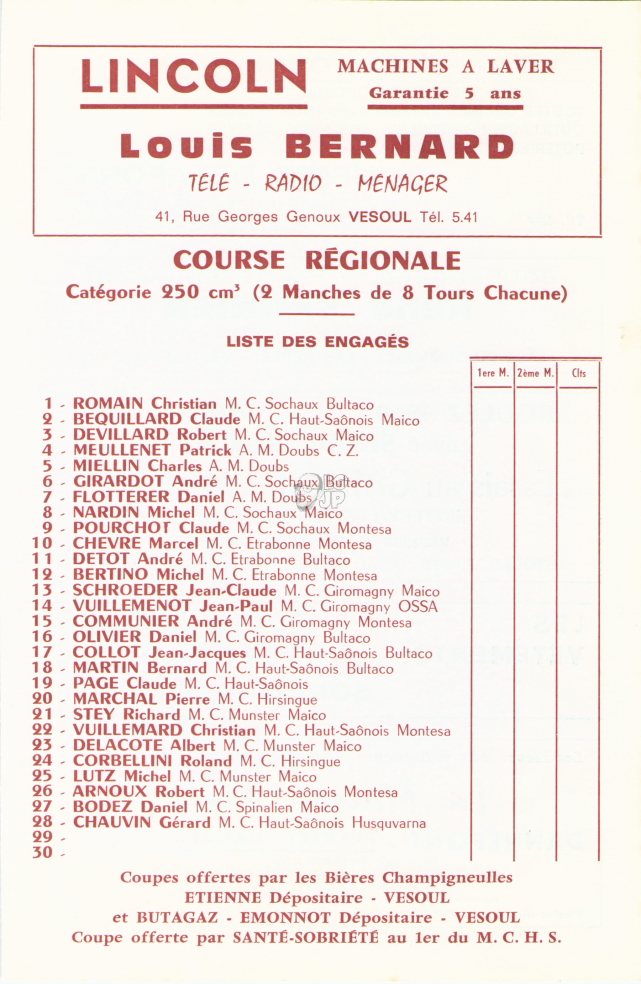 LINCOLN
MACHINES A LAVER
Garantie 5 ans
Louis BERNARD
TÉLÉ - RADIO - MÉNAGER
41, Rue Georges Genoux VESOUL Tél. 5.41
COURSE RÉGIONALE
Catégorie 250 cm³ (2 Manches de 8 Tours Chacune)
LISTE DES ENGAGÉS
1ere M. 2ème M. Clts
1 - ROMAIN Christian M. C. Sochaux Bultaco
2 - BEQUILLARD Claude M. C. Haut-Saônois Maico
3 - DEVILLARD Robert M. C. Sochaux Maico
4 - MEULLENET Patrick A. M. Doubs C. Z.
5 - MIELLIN Charles A. M. Doubs
6 - GIRARDOT André M. C. Sochaux Bultaco
7 - FLOTTERER Daniel A. M. Doubs
8 - NARDIN Michel M. C. Sochaux Maico
9 - POURCHOT Claude M. C. Sochaux Montesa
10 - CHEVRE Marcel M. C. Etrabonne Montesa
11 - DETOT André M. C. Etrabonne Bultaco
12 - BERTINO Michel M. C. Etrabonne Montesa
13 - SCHROEDER Jean-Claude M. C. Giromagny Maico
14 - VUILLEMENOT Jean-Paul M. C. Giromagny OSSA
15 - COMMUNIER André M. C. Giromagny Montesa
16 - OLIVIER Daniel M. C. Giromagny Bultaco
17 - COLLOT Jean-Jacques M. C. Haut-Saônois Bultaco
18 - MARTIN Bernard M. C. Haut-Saônois Bultaco
19 - PAGE Claude M. C. Haut-Saônois
20 - MARCHAL Pierre M. C. Hirsingue
21 - STEY Richard M. C. Munster Maico
22 - VUILLEMARD Christian M. C. Haut-Saônois Montesa
23 - DELACOTE Albert M. C. Munster Maico
24 - CORBELLINI Roland M. C. Hirsingue
25 - LUTZ Michel M. C. Munster Maico
26 - ARNOUX Robert M. C. Haut-Saônois Montesa
27 - BODEZ Daniel M. C. Spinalien Maico
28 - CHAUVIN Gérard M. C. Haut-Saônois Husquvarna
29 -
30 -
Coupes offertes par les Bières Champigneulles
ETIENNE Dépositaire - VESOUL
et BUTAGAZ - EMONNOT Dépositaire - VESOUL
Coupe offerte par SANTÉ-SOBRIÉTÉ au 1er du M. C. H. S.